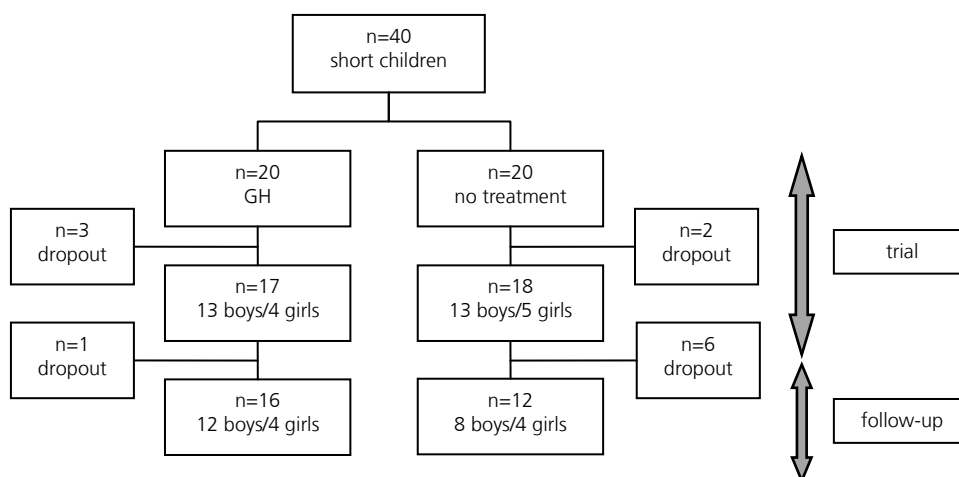 n=40
short children
n=20
GH
n=20
no treatment
n=3
dropout
n=2
dropout
trial
n=17
13 boys/4 girls
n=18
13 boys/5 girls
n=1
dropout
n=6
dropout
n=16
12 boys/4 girls
n=12
8 boys/4 girls
follow-up